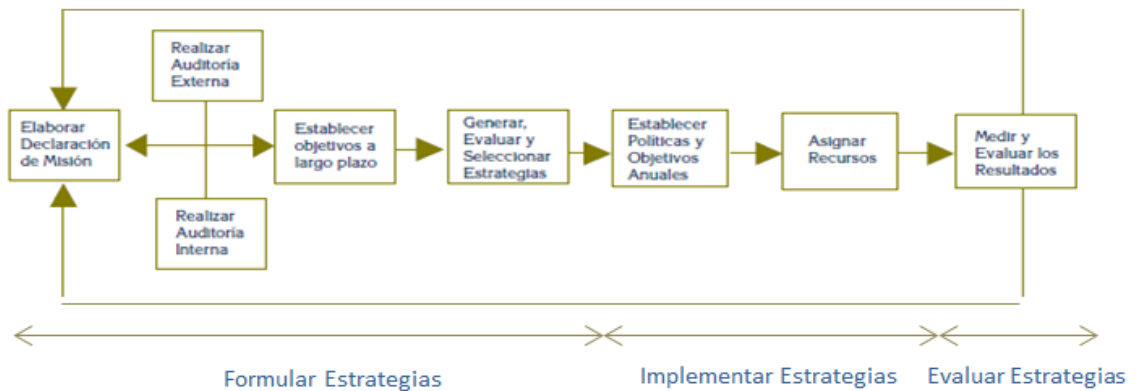 Realizar
Auditoría
Externa
Elaborar
Declaración
de Misión
Establecer
objetivos a
largo plazo
Generar,
Evaluar y
Seleccionar
Estrategias
Establecer
Políticas y
Objetivos
Anuales
Asignar
Recursos
Medir y
Evaluar los
Resultados
Realizar
Auditoría
Interna
Formular Estrategias
Implementar Estrategias
Evaluar Estrategias